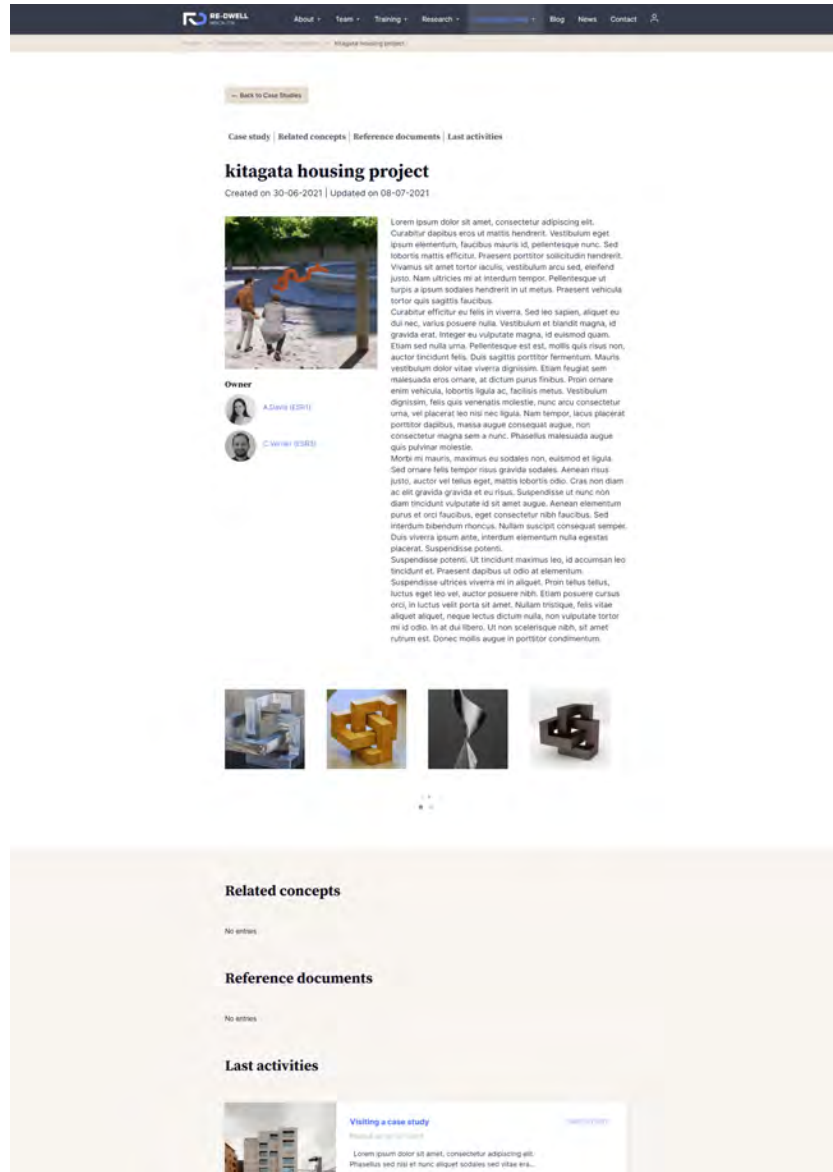 RE-DWELL
About
Team
Training
Research
Blog
News
Contact
kitagata housing project
← Back to Case Studies
Case study | Related concepts | Reference documents | Last activities
kitagata housing project
Created on 30-06-2021 | Updated on 08-07-2021
Lorem ipsum dolor sit amet, consectetur adipiscing elit.
Curabitur dapibus eros ut mattis hendrerit. Vestibulum eget
ipsum elementum, faucibus mauris id, pellentesque nunc. Sed
lobortis mattis efficitur. Praesent porttitor sollicitudin hendrerit.
Vivamus sit amet tortor iaculis, vestibulum arcu sed, eleifend
justo. Nam ultricies mi at interdum tempor. Pellentesque ut
turpis a ipsum sodales hendrerit in ut metus. Praesent vehicula
tortor quis sagittis faucibus.
Curabitur efficitur eu felis in viverra. Sed leo sapien, aliquet eu
dui nec, varius posuere nulla. Vestibulum et blandit magna, id
gravida erat. Integer eu vulputate magna, id euismod quam.
Etiam sed nulla urna. Pellentesque est est, mollis quis risus non,
auctor tincidunt felis. Duis sagittis porttitor fermentum. Mauris
vestibulum dolor vitae viverra dignissim. Etiam feugiat sem
malesuada eros ornare, at dictum purus finibus. Proin ornare
enim vehicula, lobortis ligula ac, facilisis metus. Vestibulum
dignissim, felis quis venenatis molestie, nunc arcu consectetur
urna, vel placerat leo nisi nec ligula. Nam tempor, lacus placerat
porttitor dapibus, massa augue consequat augue, non
consectetur magna sem a nunc. Phasellus malesuada augue
quis pulvinar molestie.
Morbi mi mauris, maximus eu sodales non, euismod et ligula.
Sed ornare felis tempor risus gravida sodales. Aenean risus
justo, auctor vel tellus eget, mattis lobortis odio. Cras non diam
ac elit gravida gravida et eu risus. Suspendisse ut nunc non
diam tincidunt vulputate id sit amet augue. Aenean elementum
purus et orci faucibus, eget consectetur nibh faucibus. Sed
interdum bibendum rhoncus. Nullam suscipit consequat semper.
Duis viverra ipsum ante, interdum elementum nulla egestas
placerat. Suspendisse potenti.
Suspendisse potenti. Ut tincidunt maximus leo, id accumsan leo
tincidunt et. Praesent dapibus ut odio at elementum.
Suspendisse ultrices viverra mi in aliquet. Proin tellus tellus,
luctus eget leo vel, auctor posuere nibh. Etiam posuere cursus
orci, in luctus velit porta sit amet. Nullam tristique, felis vitae
aliquet aliquet, neque lectus dictum nulla, non vulputate tortor
mi id odio. In at dui libero. Ut non scelerisque nibh, sit amet
rutrum est. Donec mollis augue in porttitor condimentum.
Owner
A.Davis (ESR1)
C.Verrier (ESR3)
Related concepts
No entries
Reference documents
No entries
Last activities
Visiting a case study
Lorem ipsum dolor sit amet, consectetur adipiscing elit.
Phasellus sed nisl et nunc aliquet sodales sed vitae era...